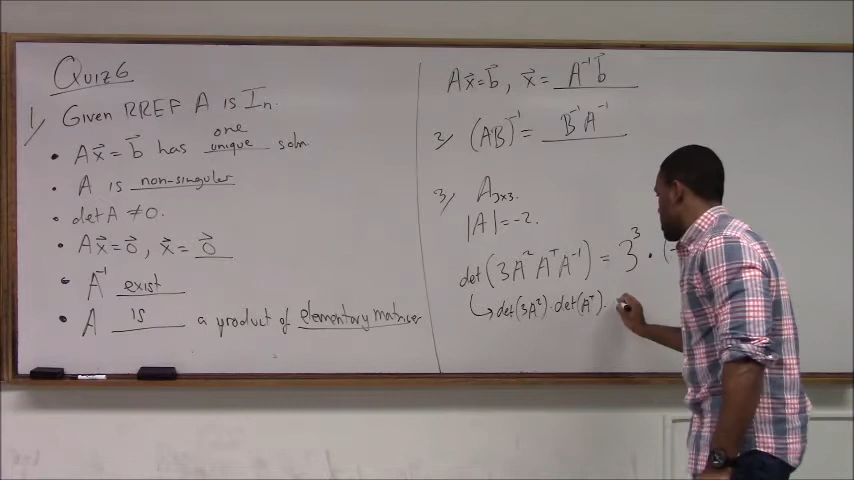 Quiz 6
1/ Given RREF A is Iₙ.
• Ax⃗ = b⃗ has one unique soln
• A is non-singular
• det A ≠ 0.
• Ax⃗ = 0⃗, x⃗ = 0⃗
• A⁻¹ exist
• A is a product of elementary matrises
Ax⃗ = b⃗, x⃗ = A⁻¹b⃗
2/ (AB)⁻¹ = B⁻¹A⁻¹
3/ A₃ₓ₃.
|A| = -2.
det(3A²AᵀA⁻¹) = 3³ · (-
↳ det(3A²) · det(Aᵀ) ·